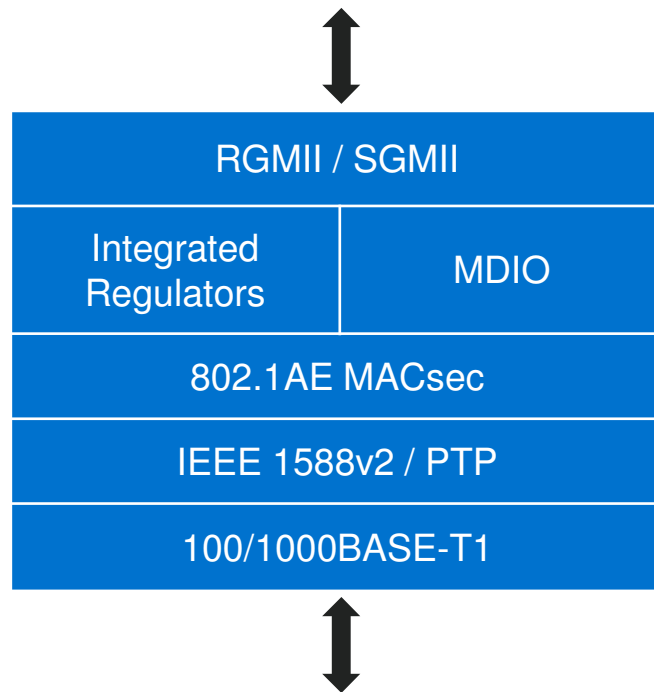 RGMII / SGMII
Integrated
Regulators
MDIO
802.1AE MACsec
IEEE 1588v2 / PTP
100/1000BASE-T1